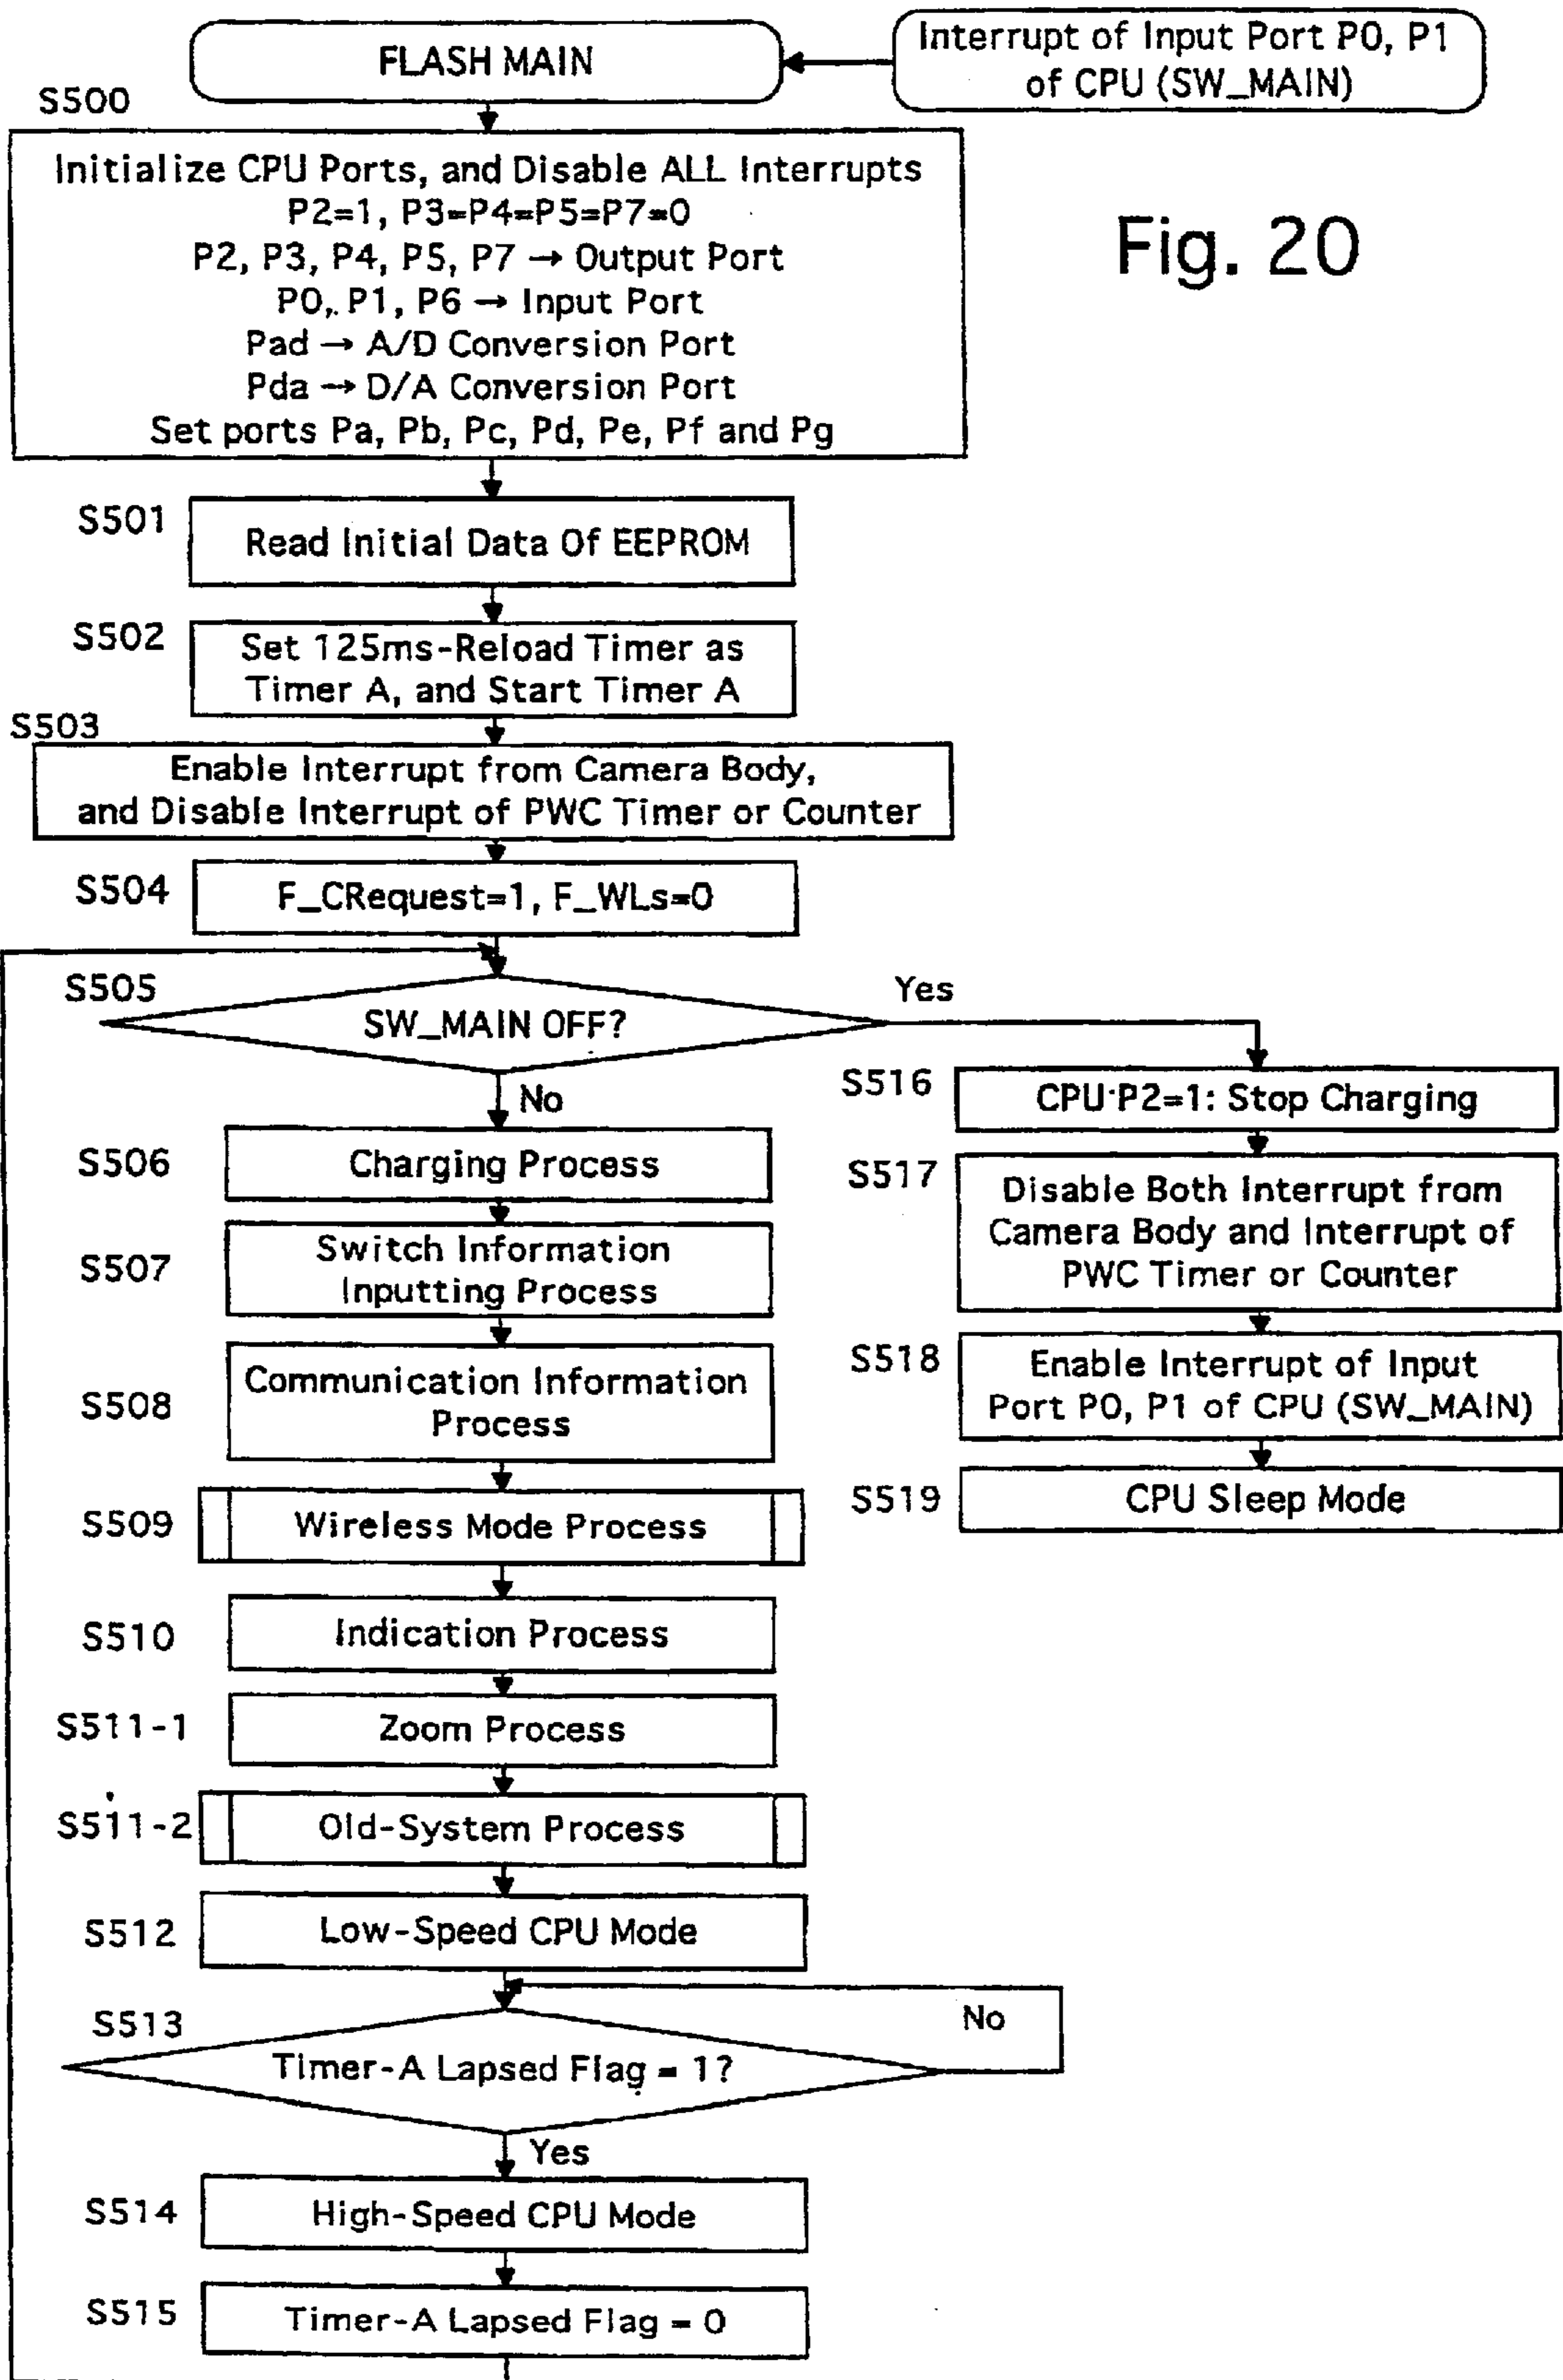 FLASH MAIN
Interrupt of Input Port P0, P1
of CPU (SW_MAIN)
S500
Initialize CPU Ports, and Disable ALL Interrupts
P2=1, P3=P4=P5=P7=0
P2, P3, P4, P5, P7 → Output Port
P0, P1, P6 → Input Port
Pad → A/D Conversion Port
Pda → D/A Conversion Port
Set ports Pa, Pb, Pc, Pd, Pe, Pf and Pg
Fig. 20
S501
Read Initial Data Of EEPROM
S502
Set 125ms-Reload Timer as
Timer A, and Start Timer A
S503
Enable Interrupt from Camera Body,
and Disable Interrupt of PWC Timer or Counter
S504
F_CRequest=1, F_WLs=0
S505
SW_MAIN OFF?
Yes
No
S506
Charging Process
S507
Switch Information
Inputting Process
S508
Communication Information
Process
S509
Wireless Mode Process
S510
Indication Process
S511-1
Zoom Process
S511-2
Old-System Process
S512
Low-Speed CPU Mode
S513
Timer-A Lapsed Flag = 1?
No
Yes
S514
High-Speed CPU Mode
S515
Timer-A Lapsed Flag = 0
S516
CPU·P2=1: Stop Charging
S517
Disable Both Interrupt from
Camera Body and Interrupt of
PWC Timer or Counter
S518
Enable Interrupt of Input
Port P0, P1 of CPU (SW_MAIN)
S519
CPU Sleep Mode